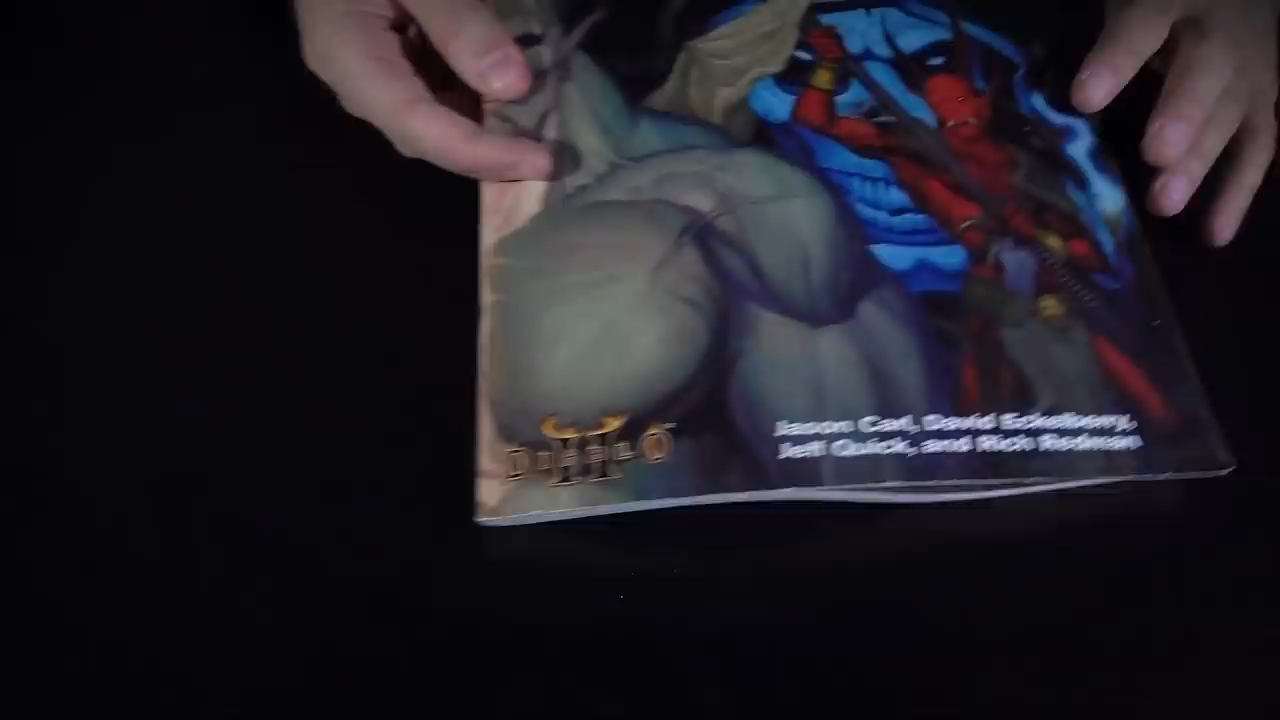 DIABLO
II
Jason Carl, David Eckelberry,
Jeff Quick, and Rich Redman